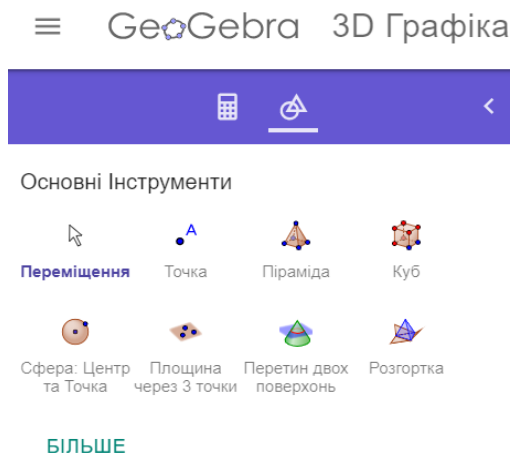 GeoGebra 3D Графіка
Основні Інструменти
A
Переміщення Точка Піраміда Куб
Сфера: Центр Площина Перетин двох Розгортка
та Точка через 3 точки поверхонь
БІЛЬШЕ